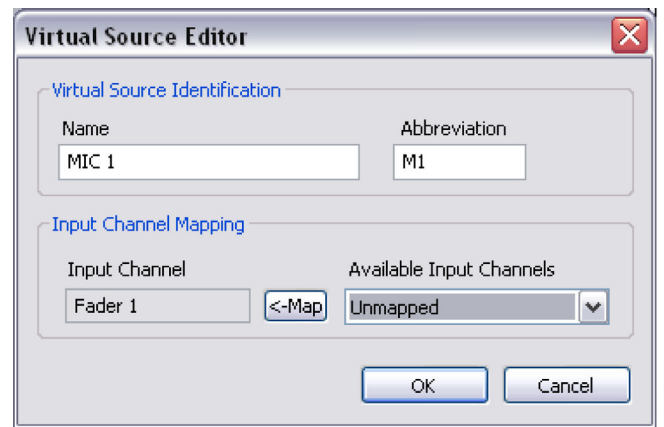 Virtual Source Editor
Virtual Source Identification
Name Abbreviation
MIC 1 M1
Input Channel Mapping
Input Channel Available Input Channels
Fader 1 <-Map Unmapped
OK Cancel